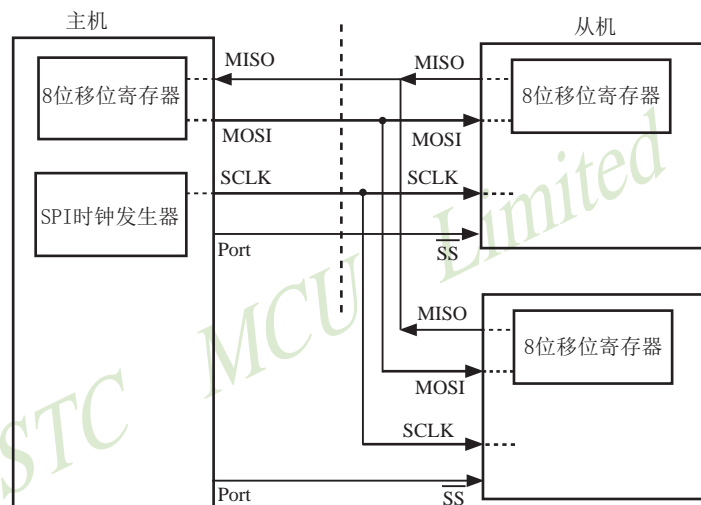 主机
从机
MISO
MISO
8位移位寄存器
8位移位寄存器
MOSI
MOSI
SCLK
SCLK
SPI时钟发生器
Port
SS
MISO
8位移位寄存器
MOSI
SCLK
Port
SS
STC MCU Limited